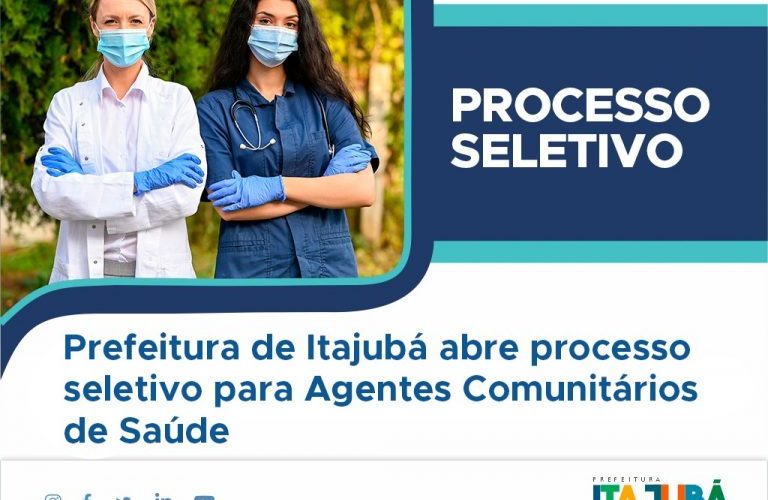 PROCESSO
SELETIVO
Prefeitura de Itajubá abre processo
seletivo para Agentes Comunitários
de Saúde
PREFEITURA
ITAJUBÁ